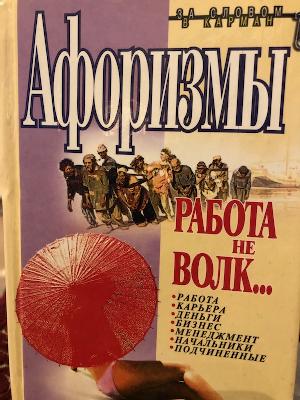 ЗА СЛОВОМ
В КАРМАН
Афоризмы
РАБОТА
НЕ
ВОЛК...
• РАБОТА
• КАРЬЕРА
• ДЕНЬГИ
• БИЗНЕС
• МЕНЕДЖМЕНТ
• НАЧАЛЬНИКИ
• ПОДЧИНЕННЫЕ